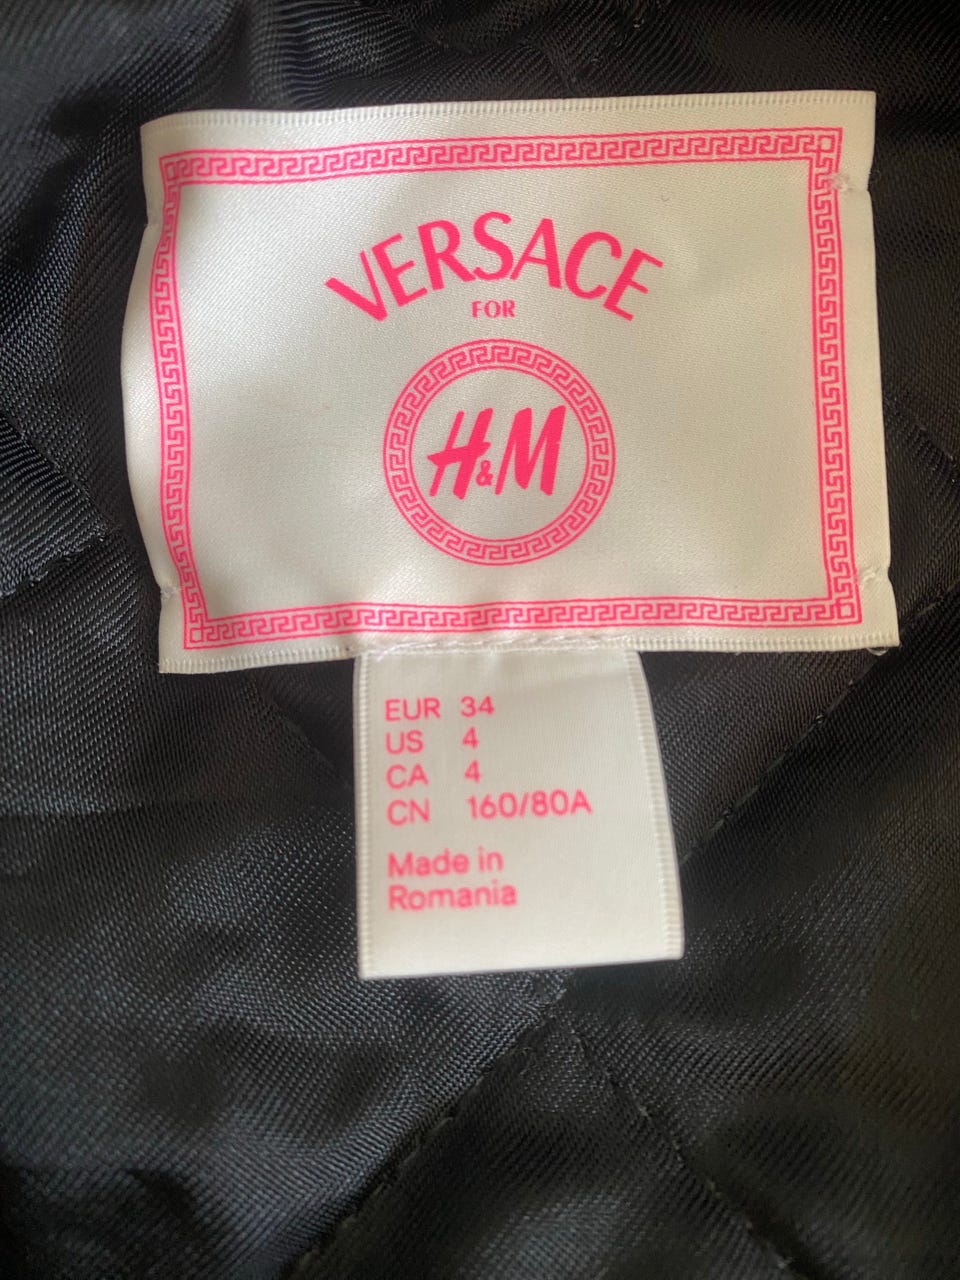 VERSACE
FOR
H&M
EUR 34
US 4
CA 4
CN 160/80A
Made in
Romania